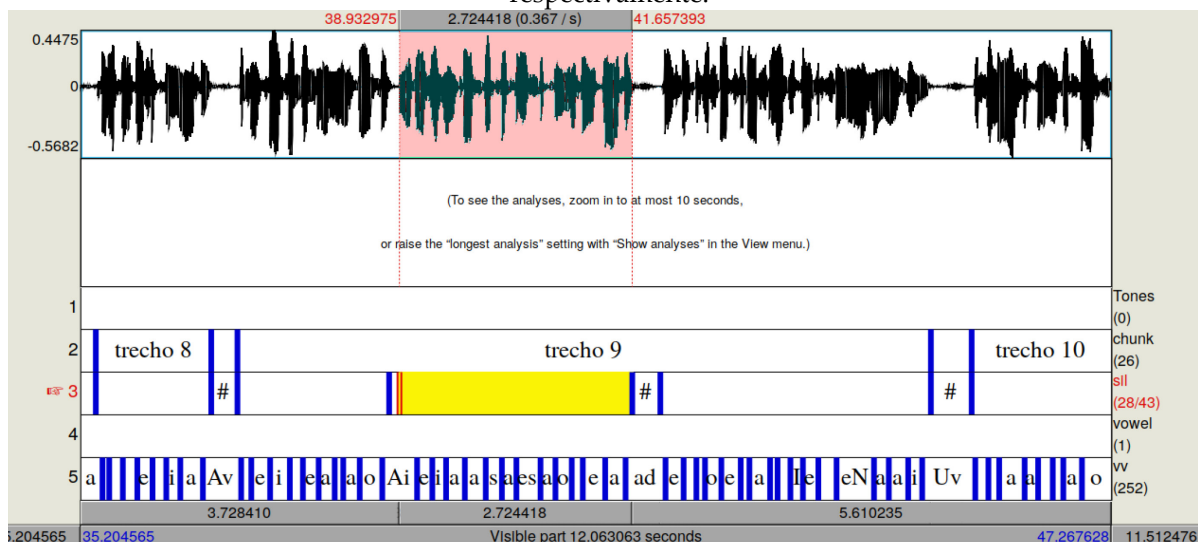 respectivamente.
38.932975 2.724418 (0.367 / s) 41.657393
0.4475
0
-0.5682
(To see the analyses, zoom in to at most 10 seconds,
or raise the "longest analysis" setting with "Show analyses" in the View menu.)
1 Tones
(0)
2 trecho 8 trecho 9 trecho 10 chunk
(26)
3 # # # sll
(28/43)
4 vowel
(1)
5 a e i a Av e i ea ao Ai e i a a sa esao e a ad e o e a Ie eN a a i Uv a a a o vv
(252)
3.728410 2.724418 5.610235
5.204565 35.204565 Visible part 12.063063 seconds 47.267628 11.512476